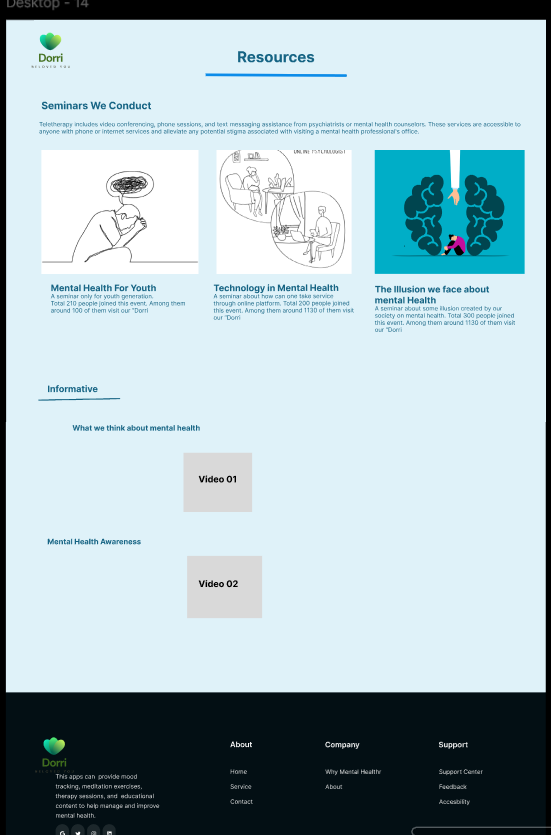 Desktop - 14
Dorri
BELOVED YOU
Resources
Seminars We Conduct
Teletherapy includes video conferencing, phone sessions, and text messaging assistance from psychiatrists or mental health counselors. These services are accessible to
anyone with phone or internet services and alleviate any potential stigma associated with visiting a mental health professional's office.
ONLINE PSYCHOLOGIST
Mental Health For Youth
A seminar only for youth generation.
Total 210 people joined this event. Among them
around 100 of them visit our "Dorri
Technology in Mental Health
A seminar about how can one take service
through online platform. Total 200 people joined
this event. Among them around 1130 of them visit
our "Dorri
The Illusion we face about
mental Health
A seminar about some illusion created by our
society on mental health. Total 300 people joined
this event. Among them around 1130 of them visit
our "Dorri
Informative
What we think about mental health
Video 01
Mental Health Awareness
Video 02
Dorri
BELOVED YOU
This apps can provide mood
tracking, meditation exercises,
therapy sessions, and educational
content to help manage and improve
mental health.
About
Home
Service
Contact
Company
Why Mental Healthr
About
Support
Support Center
Feedback
Accesbility